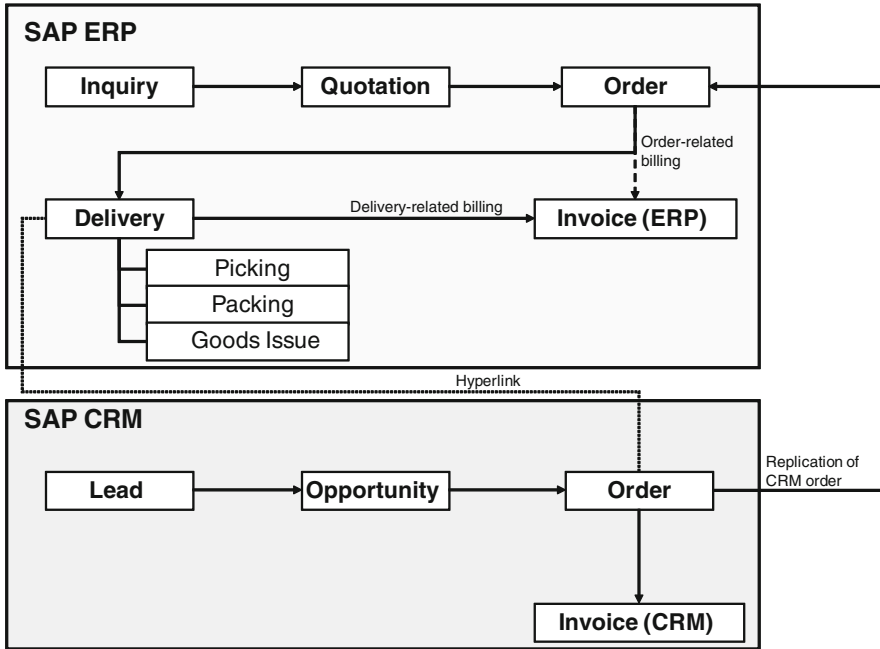 SAP ERP
Inquiry
Quotation
Order
Order-related
billing
Delivery
Delivery-related billing
Invoice (ERP)
Picking
Packing
Goods Issue
Hyperlink
SAP CRM
Lead
Opportunity
Order
Replication of
CRM order
Invoice (CRM)